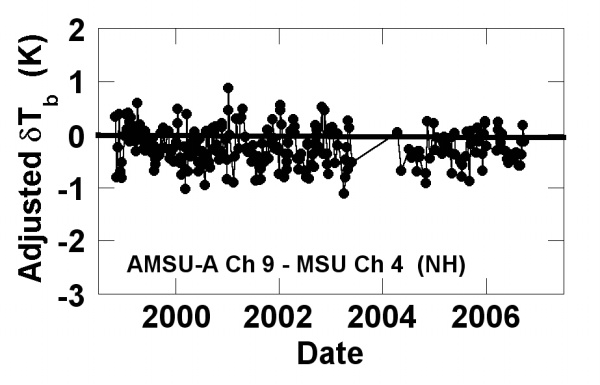 Adjusted δTb (K)
2
1
0
-1
-2
-3
AMSU-A Ch 9 - MSU Ch 4 (NH)
2000 2002 2004 2006
Date